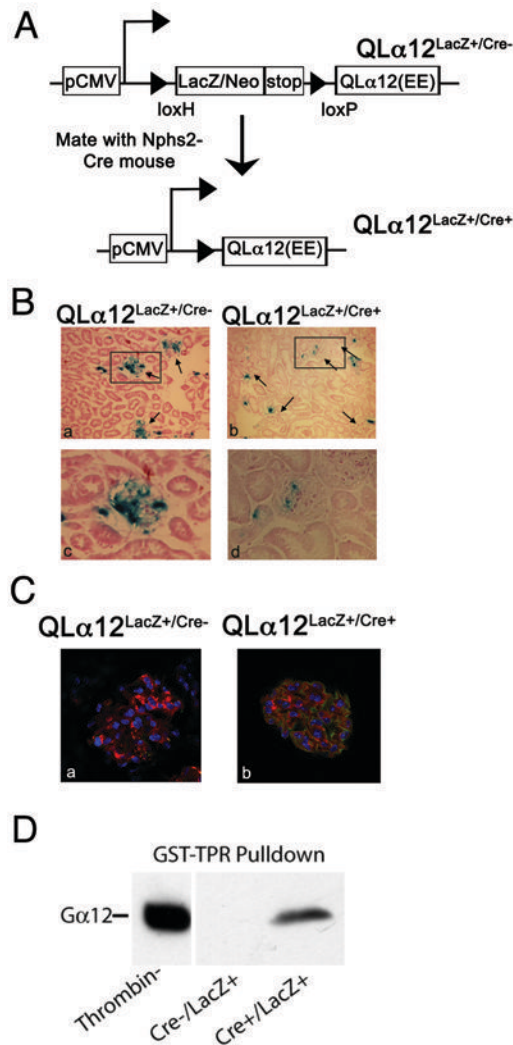 A
QLα12LacZ+/Cre-
pCMV
LacZ/Neo
stop
QLα12(EE)
loxH
loxP
Mate with Nphs2-
Cre mouse
QLα12LacZ+/Cre+
pCMV
QLα12(EE)
B
QLα12LacZ+/Cre-
QLα12LacZ+/Cre+
a
b
c
d
C
QLα12LacZ+/Cre-
QLα12LacZ+/Cre+
a
b
D
GST-TPR Pulldown
Gα12
Thrombin-
Cre-/LacZ+
Cre+/LacZ+